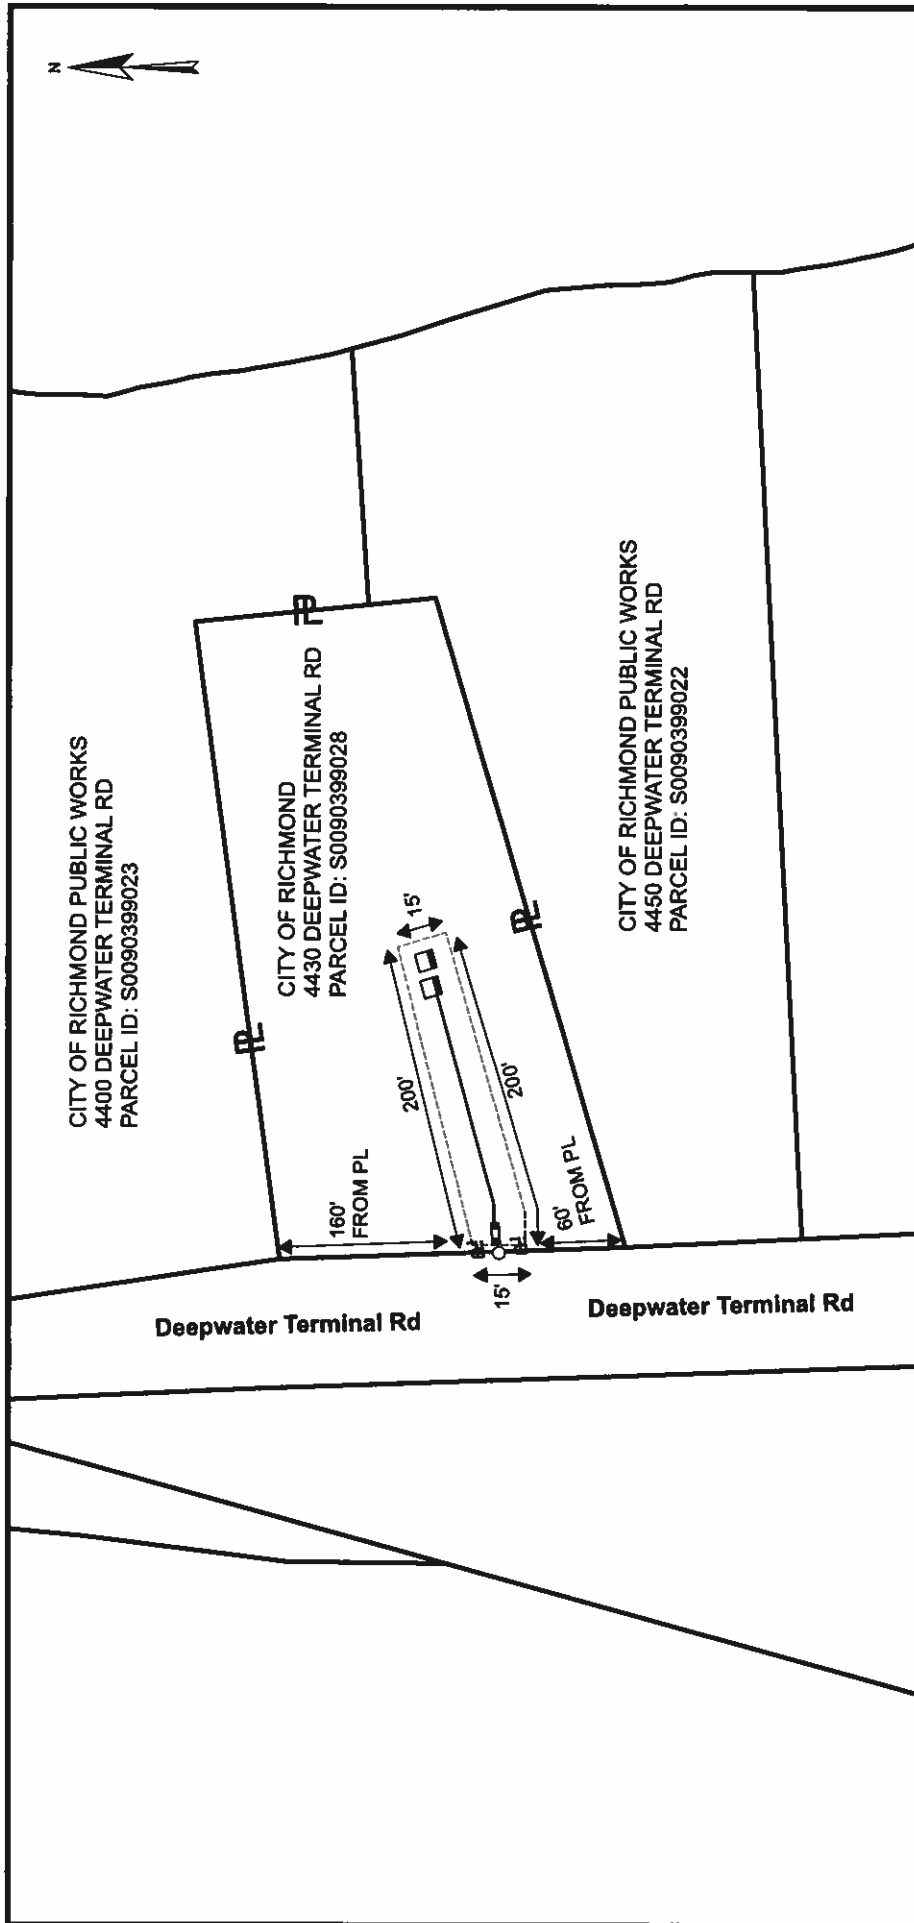 N
CITY OF RICHMOND PUBLIC WORKS
4400 DEEPWATER TERMINAL RD
PARCEL ID: S0090399023
PL
PL
CITY OF RICHMOND
4430 DEEPWATER TERMINAL RD
PARCEL ID: S0090399028
160'
FROM PL
200'
15'
200'
PL
60'
FROM PL
15'
Deepwater Terminal Rd
Deepwater Terminal Rd
CITY OF RICHMOND PUBLIC WORKS
4450 DEEPWATER TERMINAL RD
PARCEL ID: S0090399022